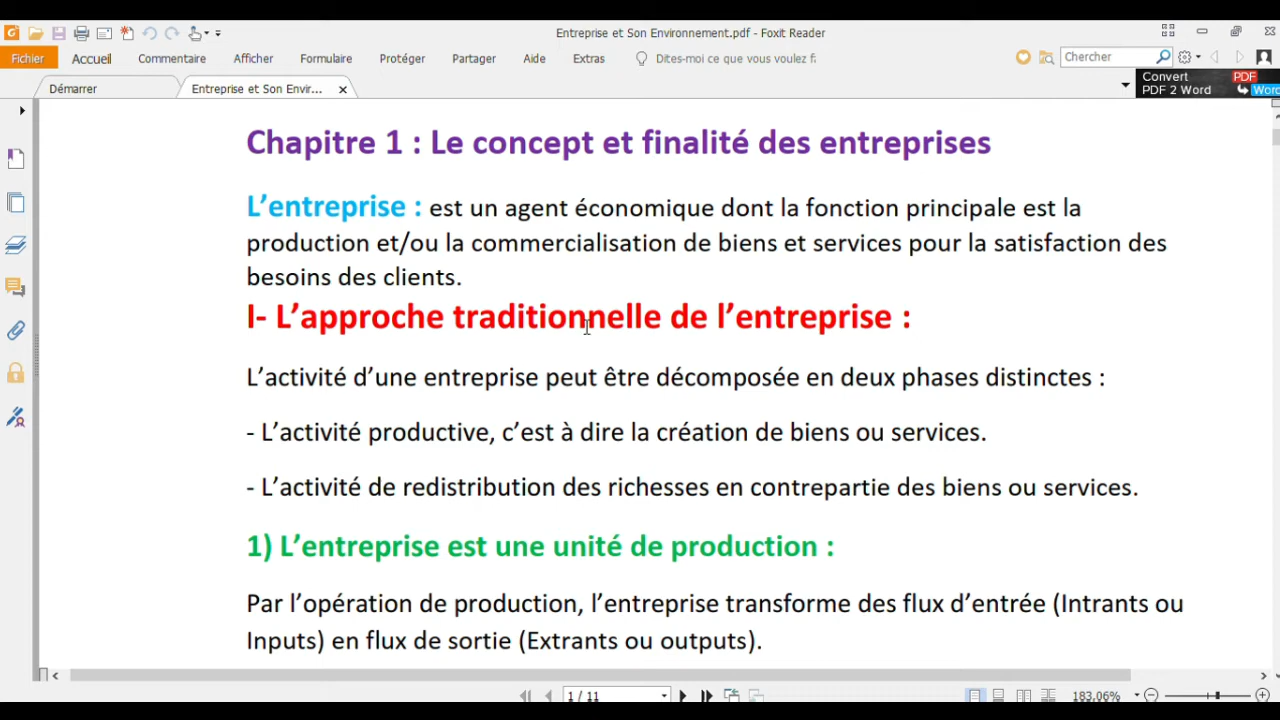 Entreprise et Son Environnement.pdf - Foxit Reader
Fichier Accueil Commentaire Afficher Formulaire Protéger Partager Aide Extras Dites-moi ce que vous voulez f. Chercher
Démarrer Entreprise et Son Envir... Convert PDF
PDF 2 Word Word
Chapitre 1 : Le concept et finalité des entreprises
L’entreprise : est un agent économique dont la fonction principale est la
production et/ou la commercialisation de biens et services pour la satisfaction des
besoins des clients.
I- L’approche traditionnelle de l’entreprise :
L’activité d’une entreprise peut être décomposée en deux phases distinctes :
- L’activité productive, c’est à dire la création de biens ou services.
- L’activité de redistribution des richesses en contrepartie des biens ou services.
1) L’entreprise est une unité de production :
Par l’opération de production, l’entreprise transforme des flux d’entrée (Intrants ou
Inputs) en flux de sortie (Extrants ou outputs).
1 / 11 183,06%